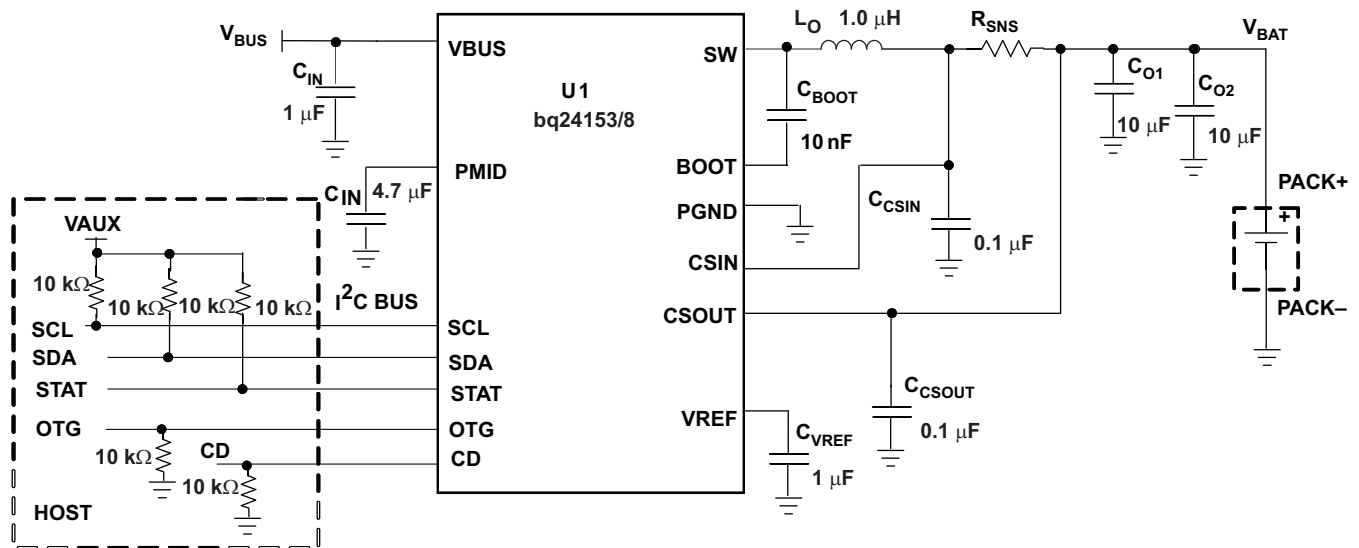 V_BUS
C_IN
1 μF
VBUS
U1
bq24153/8
SW
L_O 1.0 μH
R_SNS
V_BAT
C_BOOT
10 nF
BOOT
C_O1
10 μF
C_O2
10 μF
PMID
C_IN 4.7 μF
PGND
C_CSIN
0.1 μF
CSIN
PACK+
+
PACK–
VAUX
10 kΩ
10 kΩ
10 kΩ
I²C BUS
SCL
SCL
CSOUT
SDA
SDA
STAT
STAT
C_CSOUT
0.1 μF
OTG
OTG
VREF
C_VREF
1 μF
10 kΩ
CD
CD
10 kΩ
HOST